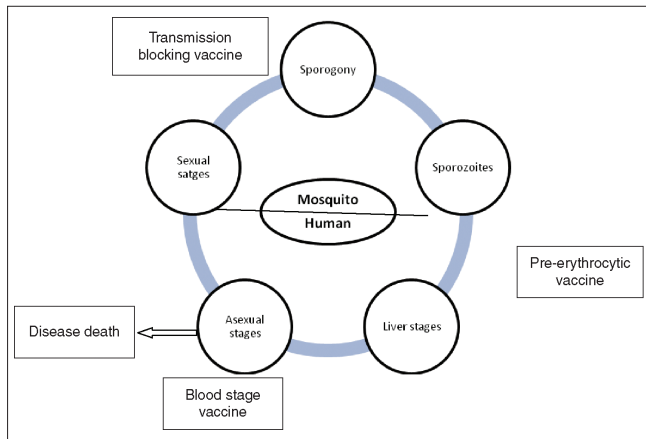 Transmission
blocking vaccine
Sporogony
Sexual
satges
Sporozoites
Mosquito
Human
Pre-erythrocytic
vaccine
Disease death
Asexual
stages
Liver stages
Blood stage
vaccine